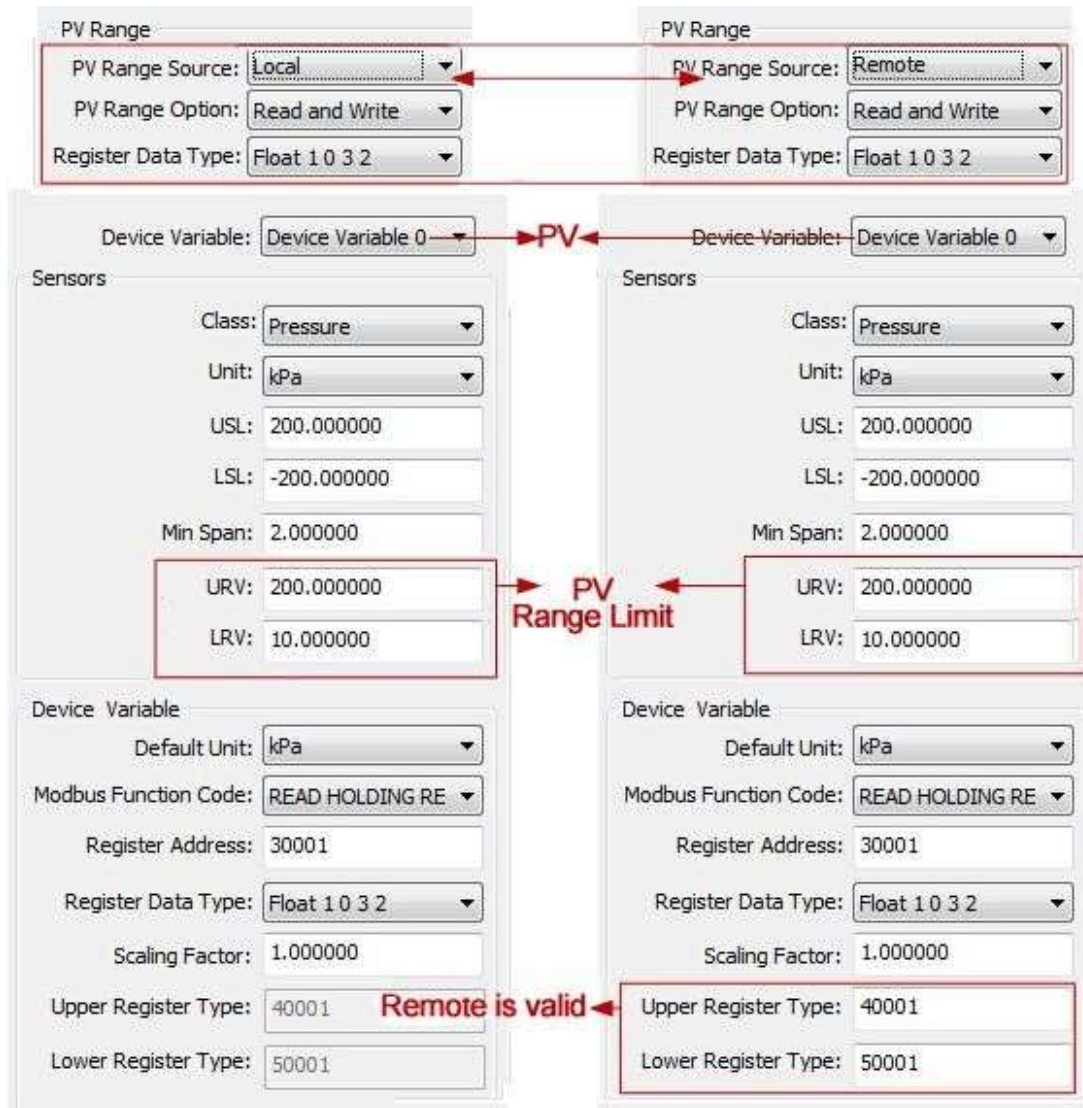 PV Range
PV Range Source: Local
PV Range Option: Read and Write
Register Data Type: Float 1 0 3 2
PV Range
PV Range Source: Remote
PV Range Option: Read and Write
Register Data Type: Float 1 0 3 2
Device Variable: Device Variable 0
PV
Device Variable: Device Variable 0
Sensors
Class: Pressure
Unit: kPa
USL: 200.000000
LSL: -200.000000
Min Span: 2.000000
URV: 200.000000
LRV: 10.000000
PV
Range Limit
Sensors
Class: Pressure
Unit: kPa
USL: 200.000000
LSL: -200.000000
Min Span: 2.000000
URV: 200.000000
LRV: 10.000000
Device Variable
Default Unit: kPa
Modbus Function Code: READ HOLDING RE
Register Address: 30001
Register Data Type: Float 1 0 3 2
Scaling Factor: 1.000000
Upper Register Type: 40001
Lower Register Type: 50001
Remote is valid
Device Variable
Default Unit: kPa
Modbus Function Code: READ HOLDING RE
Register Address: 30001
Register Data Type: Float 1 0 3 2
Scaling Factor: 1.000000
Upper Register Type: 40001
Lower Register Type: 50001